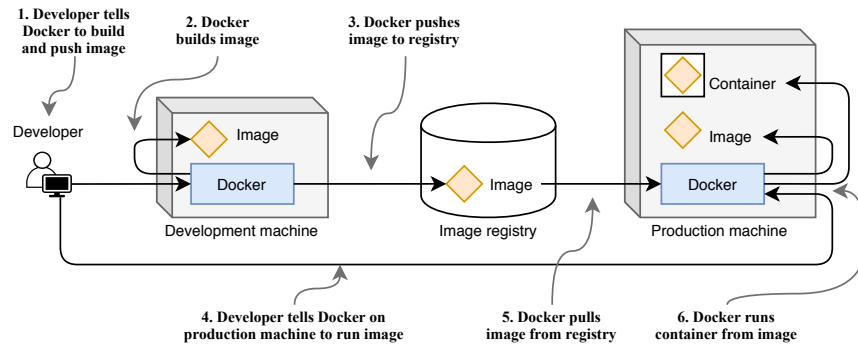 1. Developer tells
Docker to build
and push image
2. Docker
builds image
3. Docker pushes
image to registry
Developer
Image
Docker
Development machine
Image
Image registry
Container
Image
Docker
Production machine
4. Developer tells Docker on
production machine to run image
5. Docker pulls
image from registry
6. Docker runs
container from image